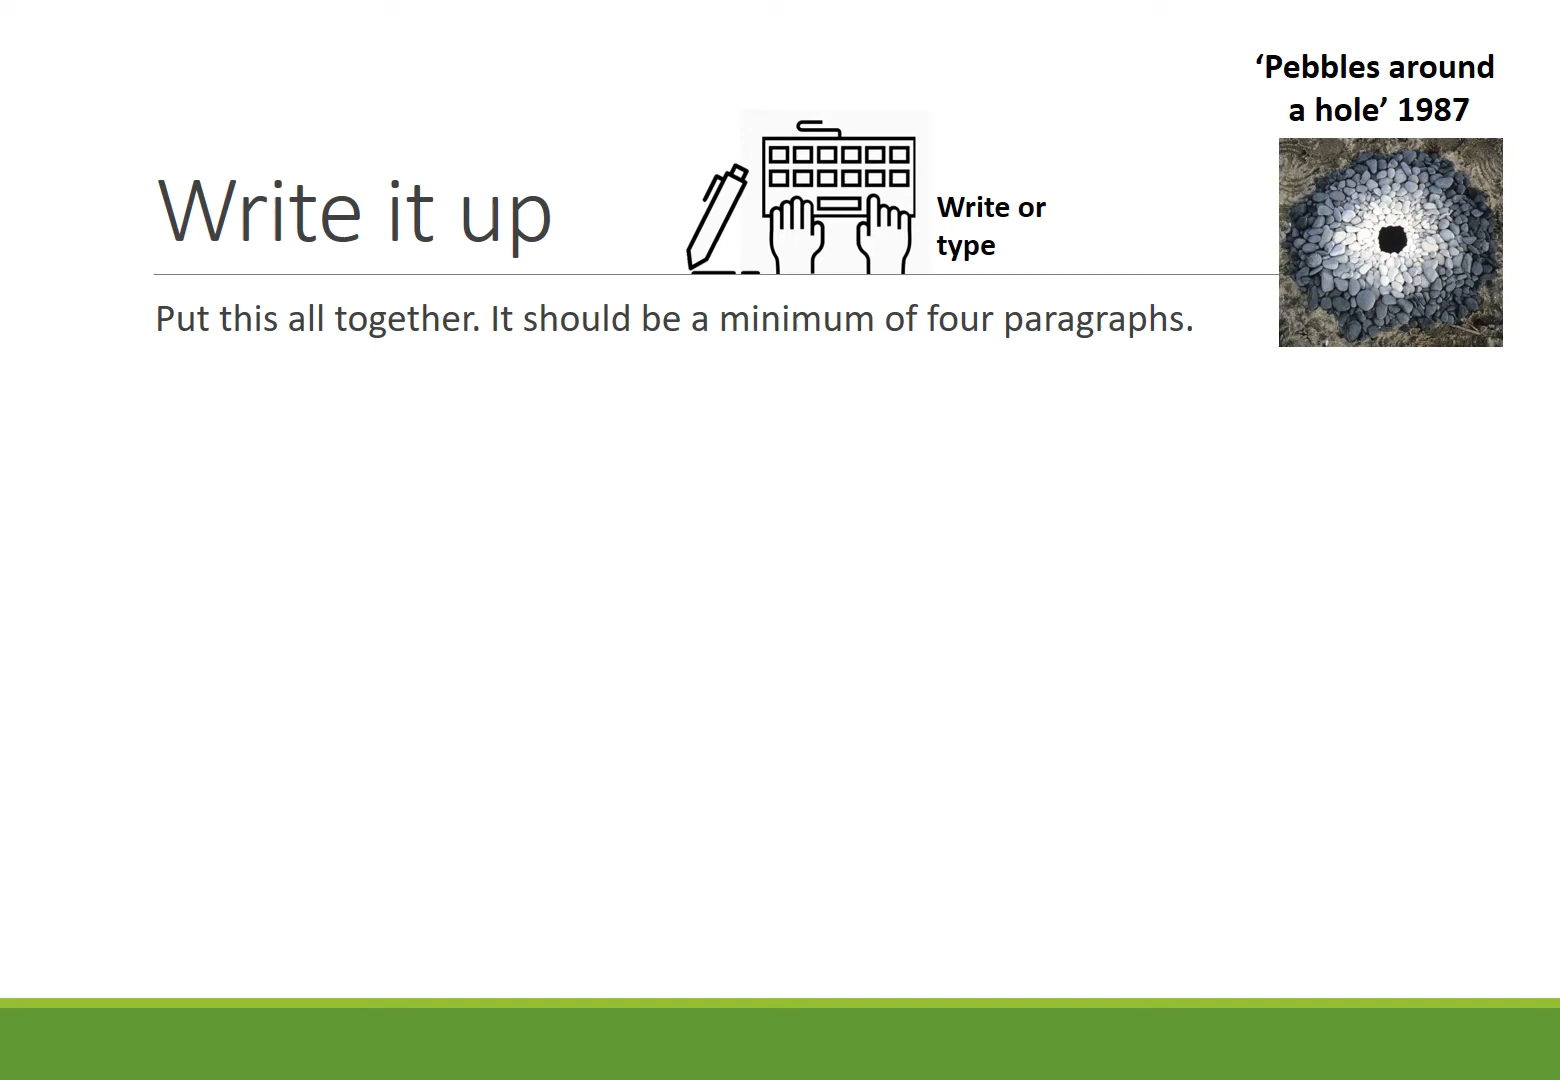 ‘Pebbles around
a hole’ 1987
Write it up
Write or
type
Put this all together. It should be a minimum of four paragraphs.